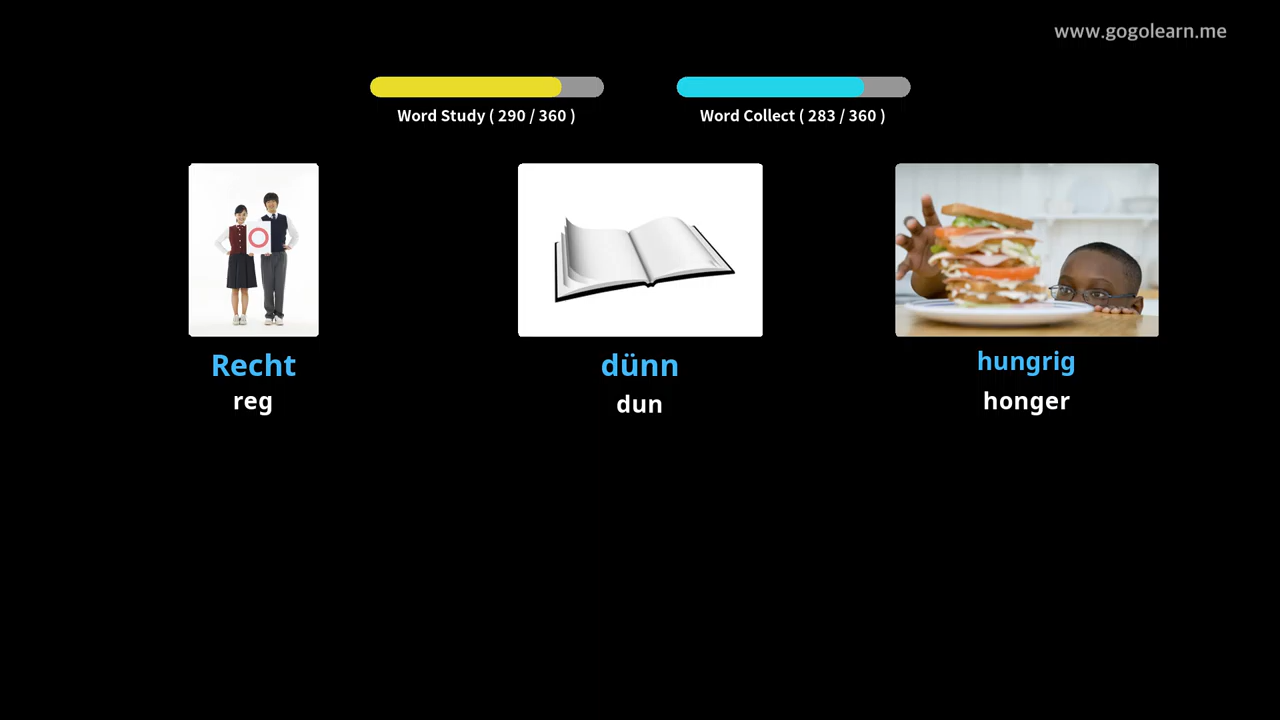 www.gogolearn.me
Word Study ( 290 / 360 )
Word Collect ( 283 / 360 )
Recht
reg
dünn
dun
hungrig
honger